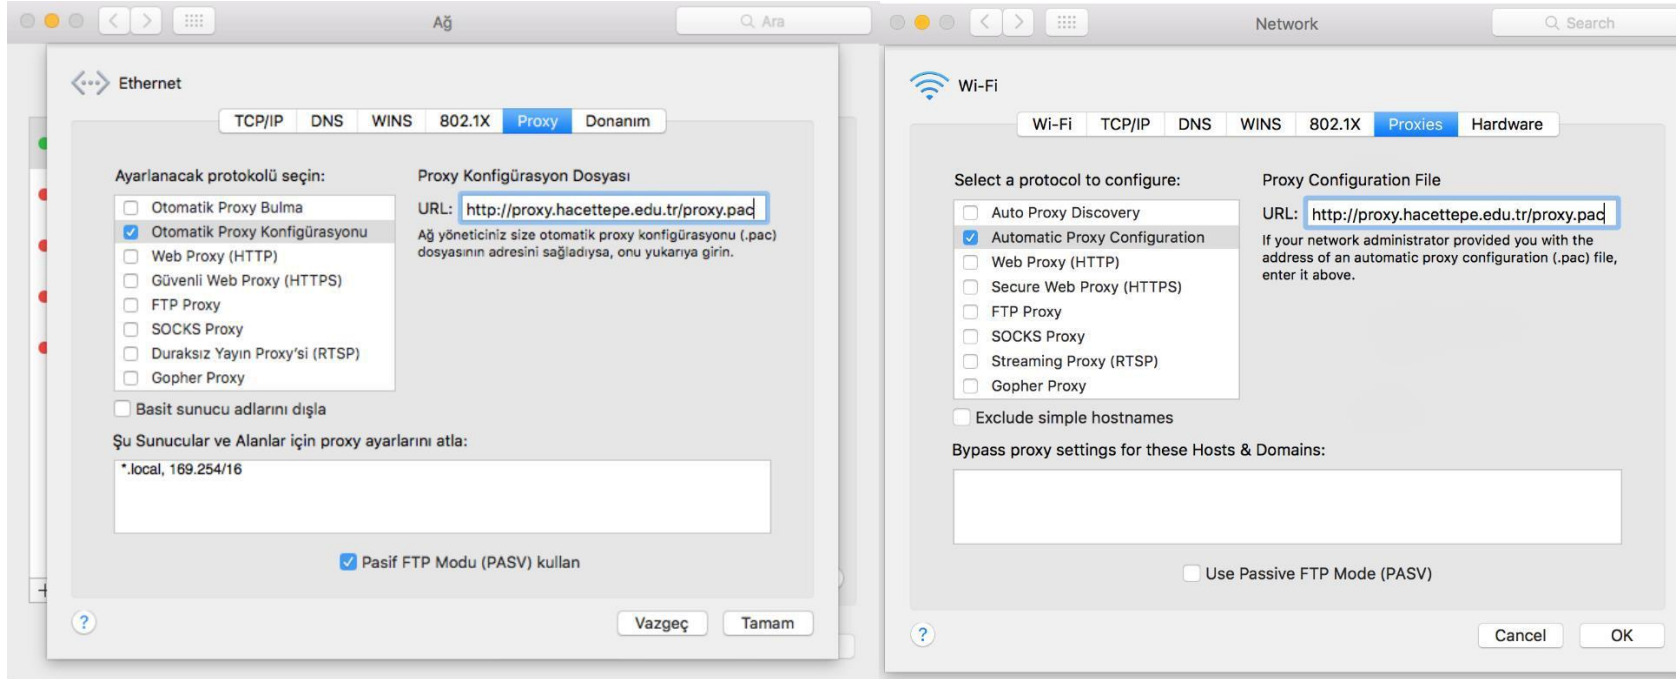 Ağ
Ara
Ethernet
TCP/IP DNS WINS 802.1X Proxy Donanım
Ayarlanacak protokolü seçin:
Otomatik Proxy Bulma
Otomatik Proxy Konfigürasyonu
Web Proxy (HTTP)
Güvenli Web Proxy (HTTPS)
FTP Proxy
SOCKS Proxy
Duraksız Yayın Proxy'si (RTSP)
Gopher Proxy
Basit sunucu adlarını dışla
Proxy Konfigürasyon Dosyası
URL: http://proxy.hacettepe.edu.tr/proxy.pac
Ağ yöneticiniz size otomatik proxy konfigürasyonu (.pac)
dosyasının adresini sağladıysa, onu yukarıya girin.
Şu Sunucular ve Alanlar için proxy ayarlarını atla:
*.local, 169.254/16
Pasif FTP Modu (PASV) kullan
?
Vazgeç Tamam
Network
Search
Wi-Fi
Wi-Fi TCP/IP DNS WINS 802.1X Proxies Hardware
Select a protocol to configure:
Auto Proxy Discovery
Automatic Proxy Configuration
Web Proxy (HTTP)
Secure Web Proxy (HTTPS)
FTP Proxy
SOCKS Proxy
Streaming Proxy (RTSP)
Gopher Proxy
Exclude simple hostnames
Proxy Configuration File
URL: http://proxy.hacettepe.edu.tr/proxy.pac
If your network administrator provided you with the
address of an automatic proxy configuration (.pac) file,
enter it above.
Bypass proxy settings for these Hosts & Domains:
Use Passive FTP Mode (PASV)
?
Cancel OK